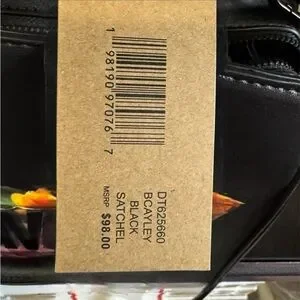 1 98190 97076 7
DT625660
BCAYLEY
BLACK
SATCHEL
MSRP $98.00